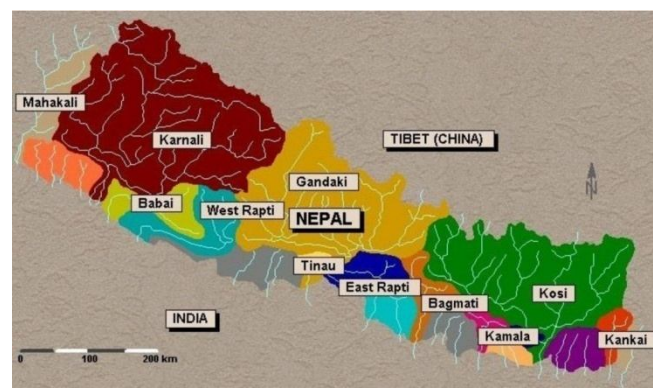 Mahakali
Karnali
TIBET (CHINA)
Gandaki
N
Babai
West Rapti
NEPAL
Tinau
East Rapti
Bagmati
Kosi
INDIA
Kamala
Kankai
0 100 200 km